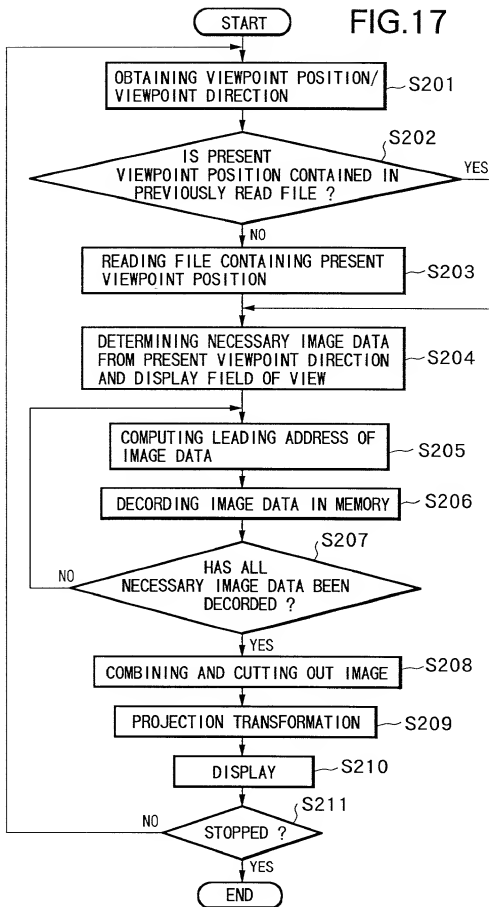 START
FIG.17
OBTAINING VIEWPOINT POSITION/
VIEWPOINT DIRECTION
S201
S202
IS PRESENT
VIEWPOINT POSITION CONTAINED IN
PREVIOUSLY READ FILE ?
YES
NO
READING FILE CONTAINING PRESENT
VIEWPOINT POSITION
S203
DETERMINING NECESSARY IMAGE DATA
FROM PRESENT VIEWPOINT DIRECTION
AND DISPLAY FIELD OF VIEW
S204
COMPUTING LEADING ADDRESS OF
IMAGE DATA
S205
DECORDING IMAGE DATA IN MEMORY
S206
S207
HAS ALL
NECESSARY IMAGE DATA BEEN
DECORDED ?
NO
YES
COMBINING AND CUTTING OUT IMAGE
S208
PROJECTION TRANSFORMATION
S209
DISPLAY
S210
S211
NO
STOPPED ?
YES
END